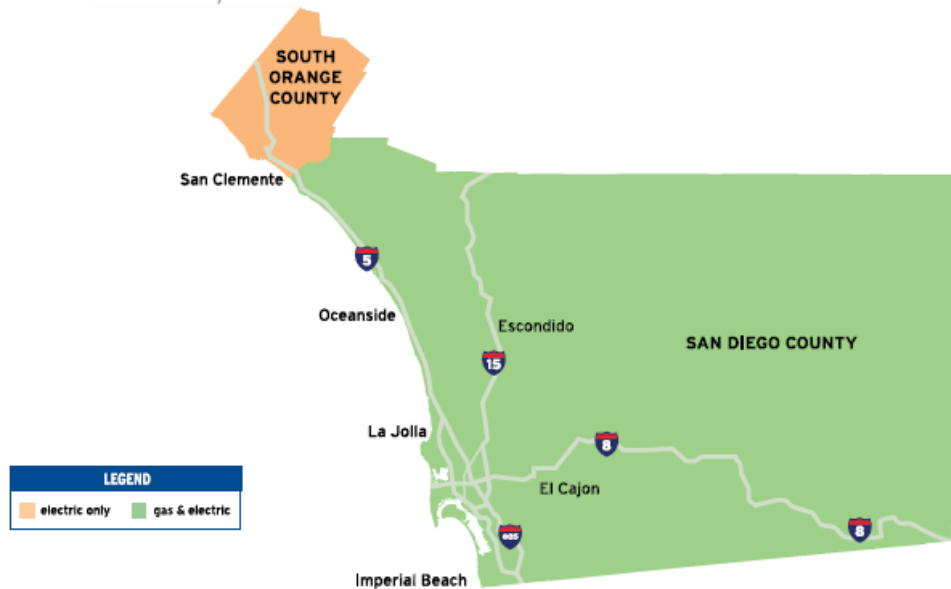 SOUTH
ORANGE
COUNTY
San Clemente
5
Oceanside
Escondido
SAN DIEGO COUNTY
15
La Jolla
8
LEGEND
electric only
gas & electric
El Cajon
8
805
Imperial Beach